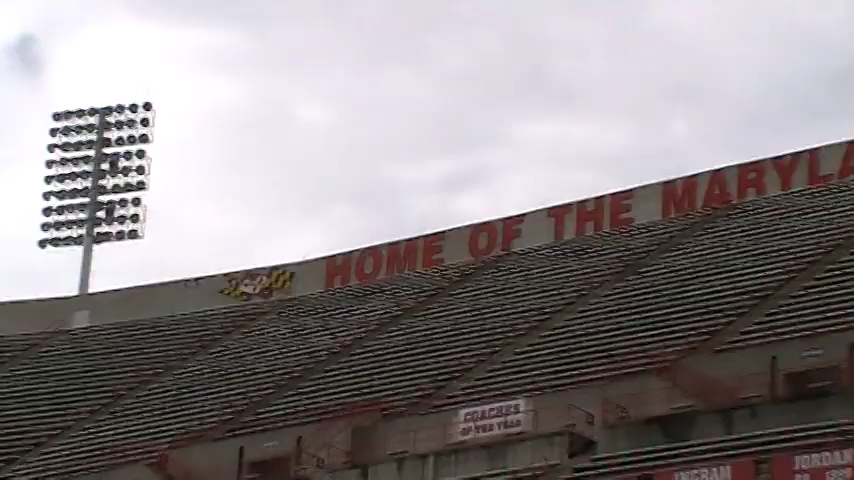 HOME OF THE MARYLA
COACHES
OF THE YEAR
INGRAM
JORDAN